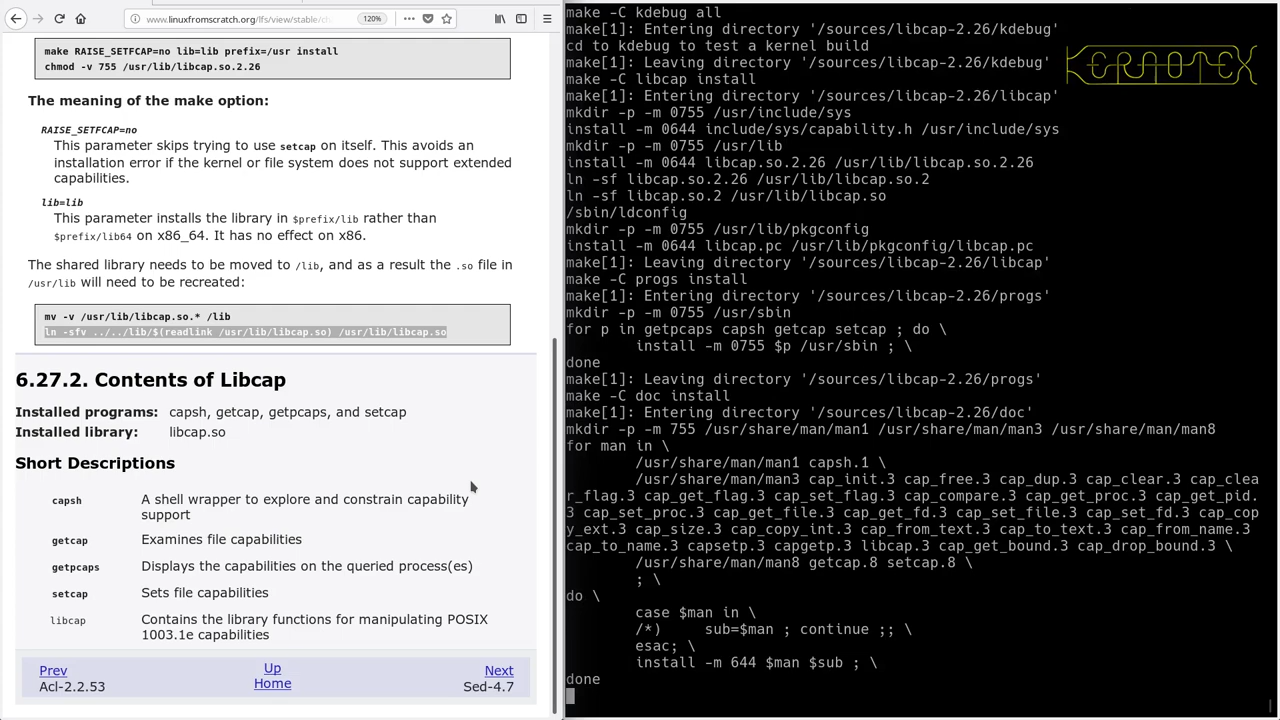 www.linuxfromscratch.org/lfs/view/stable/ch
120%
make RAISE_SETFCAP=no lib=lib prefix=/usr install
chmod -v 755 /usr/lib/libcap.so.2.26
The meaning of the make option:
RAISE_SETFCAP=no
This parameter skips trying to use setcap on itself. This avoids an
installation error if the kernel or file system does not support extended
capabilities.
lib=lib
This parameter installs the library in $prefix/lib rather than
$prefix/lib64 on x86_64. It has no effect on x86.
The shared library needs to be moved to /lib, and as a result the .so file in
/usr/lib will need to be recreated:
mv -v /usr/lib/libcap.so.* /lib
ln -sfv ../../lib/$(readlink /usr/lib/libcap.so) /usr/lib/libcap.so
6.27.2. Contents of Libcap
Installed programs: capsh, getcap, getpcaps, and setcap
Installed library: libcap.so
Short Descriptions
capsh A shell wrapper to explore and constrain capability
support
getcap Examines file capabilities
getpcaps Displays the capabilities on the queried process(es)
setcap Sets file capabilities
libcap Contains the library functions for manipulating POSIX
1003.1e capabilities
Prev Up Next
Acl-2.2.53 Home Sed-4.7
make -C kdebug all
make[1]: Entering directory '/sources/libcap-2.26/kdebug'
cd to kdebug to test a kernel build
make[1]: Leaving directory '/sources/libcap-2.26/kdebug'
make -C libcap install
make[1]: Entering directory '/sources/libcap-2.26/libcap'
mkdir -p -m 0755 /usr/include/sys
install -m 0644 include/sys/capability.h /usr/include/sys
mkdir -p -m 0755 /usr/lib
install -m 0644 libcap.so.2.26 /usr/lib/libcap.so.2.26
ln -sf libcap.so.2.26 /usr/lib/libcap.so.2
ln -sf libcap.so.2 /usr/lib/libcap.so
/sbin/ldconfig
mkdir -p -m 0755 /usr/lib/pkgconfig
install -m 0644 libcap.pc /usr/lib/pkgconfig/libcap.pc
make[1]: Leaving directory '/sources/libcap-2.26/libcap'
make -C progs install
make[1]: Entering directory '/sources/libcap-2.26/progs'
mkdir -p -m 0755 /usr/sbin
for p in getpcaps capsh getcap setcap ; do \
install -m 0755 $p /usr/sbin ; \
done
make[1]: Leaving directory '/sources/libcap-2.26/progs'
make -C doc install
make[1]: Entering directory '/sources/libcap-2.26/doc'
mkdir -p -m 755 /usr/share/man/man1 /usr/share/man/man3 /usr/share/man/man8
for man in \
/usr/share/man/man1 capsh.1 \
/usr/share/man/man3 cap_init.3 cap_free.3 cap_dup.3 cap_clear.3 cap_clea
r_flag.3 cap_get_flag.3 cap_set_flag.3 cap_compare.3 cap_get_proc.3 cap_get_pid.
3 cap_set_proc.3 cap_get_file.3 cap_get_fd.3 cap_set_file.3 cap_set_fd.3 cap_cop
y_ext.3 cap_size.3 cap_copy_int.3 cap_from_text.3 cap_to_text.3 cap_from_name.3
cap_to_name.3 capsetp.3 capgetp.3 libcap.3 cap_get_bound.3 cap_drop_bound.3 \
/usr/share/man/man8 getcap.8 setcap.8 \
; \
do \
case $man in \
/*) sub=$man ; continue ;; \
esac; \
install -m 644 $man $sub ; \
done
KERNOTEX